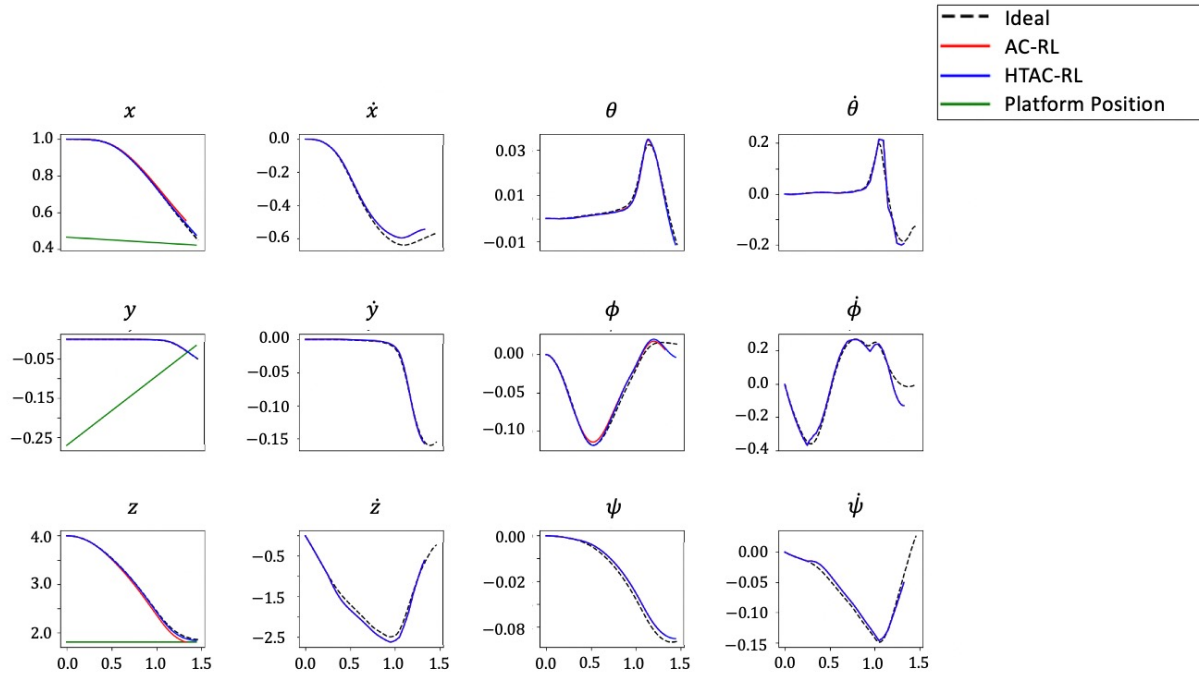 Ideal
AC-RL
HTAC-RL
Platform Position
x
ẋ
θ
θ̇
1.0
0.8
0.6
0.4
0.0
−0.2
−0.4
−0.6
0.03
0.01
−0.01
0.2
0.0
−0.2
y
ẏ
ϕ
ϕ̇
−0.05
−0.15
−0.25
0.00
−0.05
−0.10
−0.15
0.00
−0.05
−0.10
0.2
0.0
−0.2
−0.4
z
ż
ψ
ψ̇
4.0
3.0
2.0
−0.5
−1.5
−2.5
0.00
−0.02
−0.08
0.00
−0.05
−0.10
−0.15
0.0 0.5 1.0 1.5
0.0 0.5 1.0 1.5
0.0 0.5 1.0 1.5
0.0 0.5 1.0 1.5